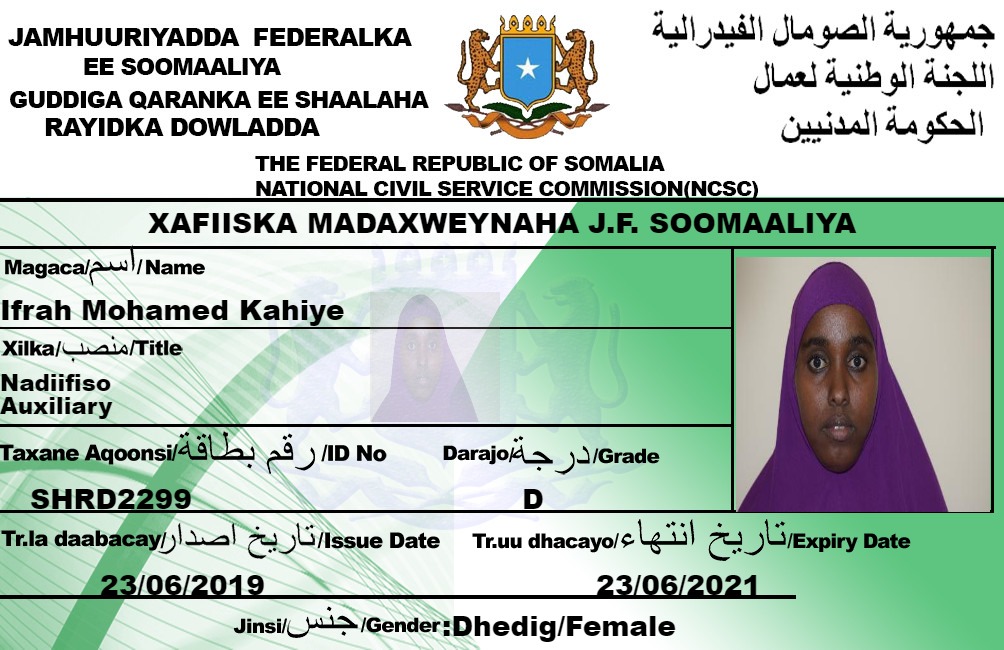 JAMHUURIYADDA FEDERALKA
EE SOOMAALIYA
GUDDIGA QARANKA EE SHAALAHA
RAYIDKA DOWLADDA
جمهورية الصومال الفيدرالية
اللجنة الوطنية لعمال
الحكومة المدنيين
THE FEDERAL REPUBLIC OF SOMALIA
NATIONAL CIVIL SERVICE COMMISSION(NCSC)
XAFIISKA MADAXWEYNAHA J.F. SOOMAALIYA
Magaca/اسم/Name
Ifrah Mohamed Kahiye
Xilka/منصب/Title
Nadiifiso
Auxiliary
Taxane Aqoonsi/رقم بطاقة/ID No
SHRD2299
Darajo/درجة/Grade
D
Tr.la daabacay/تاريخ اصدار/Issue Date
23/06/2019
Tr.uu dhacayo/تاريخ انتهاء/Expiry Date
23/06/2021
Jinsi/جنس/Gender:Dhedig/Female